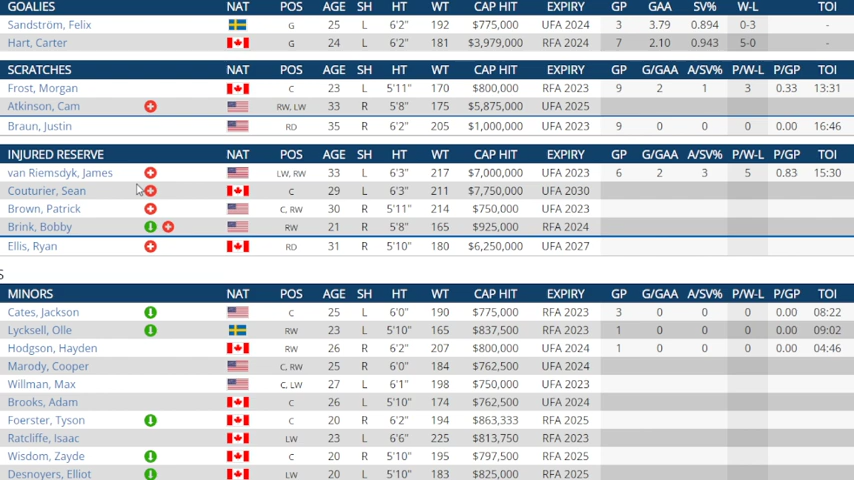 GOALIES NAT POS AGE SH HT WT CAP HIT EXPIRY GP GAA SV% W-L TOI
Sandström, Felix G 25 L 6'2" 192 $775,000 UFA 2024 3 3.79 0.894 0-3 -
Hart, Carter G 24 L 6'2" 181 $3,979,000 RFA 2024 7 2.10 0.943 5-0 -
SCRATCHES NAT POS AGE SH HT WT CAP HIT EXPIRY GP G/GAA A/SV% P/W-L P/GP TOI
Frost, Morgan C 23 L 5'11" 170 $800,000 RFA 2023 9 2 1 3 0.33 13:31
Atkinson, Cam RW, LW 33 R 5'8" 175 $5,875,000 UFA 2025
Braun, Justin RD 35 R 6'2" 205 $1,000,000 UFA 2023 9 0 0 0 0.00 16:46
INJURED RESERVE NAT POS AGE SH HT WT CAP HIT EXPIRY GP G/GAA A/SV% P/W-L P/GP TOI
van Riemsdyk, James LW, RW 33 L 6'3" 217 $7,000,000 UFA 2023 6 2 3 5 0.83 15:30
Couturier, Sean C 29 L 6'3" 211 $7,750,000 UFA 2030
Brown, Patrick C, RW 30 R 5'11" 214 $750,000 UFA 2023
Brink, Bobby RW 21 R 5'8" 165 $925,000 RFA 2024
Ellis, Ryan RD 31 R 5'10" 180 $6,250,000 UFA 2027
S
MINORS NAT POS AGE SH HT WT CAP HIT EXPIRY GP G/GAA A/SV% P/W-L P/GP TOI
Cates, Jackson C 25 L 6'0" 190 $775,000 RFA 2023 3 0 0 0 0.00 08:22
Lycksell, Olle RW 23 L 5'10" 165 $837,500 RFA 2023 1 0 0 0 0.00 09:02
Hodgson, Hayden RW 26 R 6'2" 207 $800,000 UFA 2024 1 0 0 0 0.00 04:46
Marody, Cooper C, RW 25 R 6'0" 184 $762,500 UFA 2024
Willman, Max C, LW 27 L 6'1" 198 $750,000 UFA 2023
Brooks, Adam C 26 L 5'10" 174 $762,500 UFA 2023
Foerster, Tyson C 20 R 6'2" 194 $863,333 RFA 2025
Ratcliffe, Isaac LW 23 L 6'6" 225 $813,750 RFA 2023
Wisdom, Zayde C 20 R 5'10" 195 $797,500 RFA 2025
Desnoyers, Elliot LW 20 L 5'10" 183 $825,000 RFA 2025